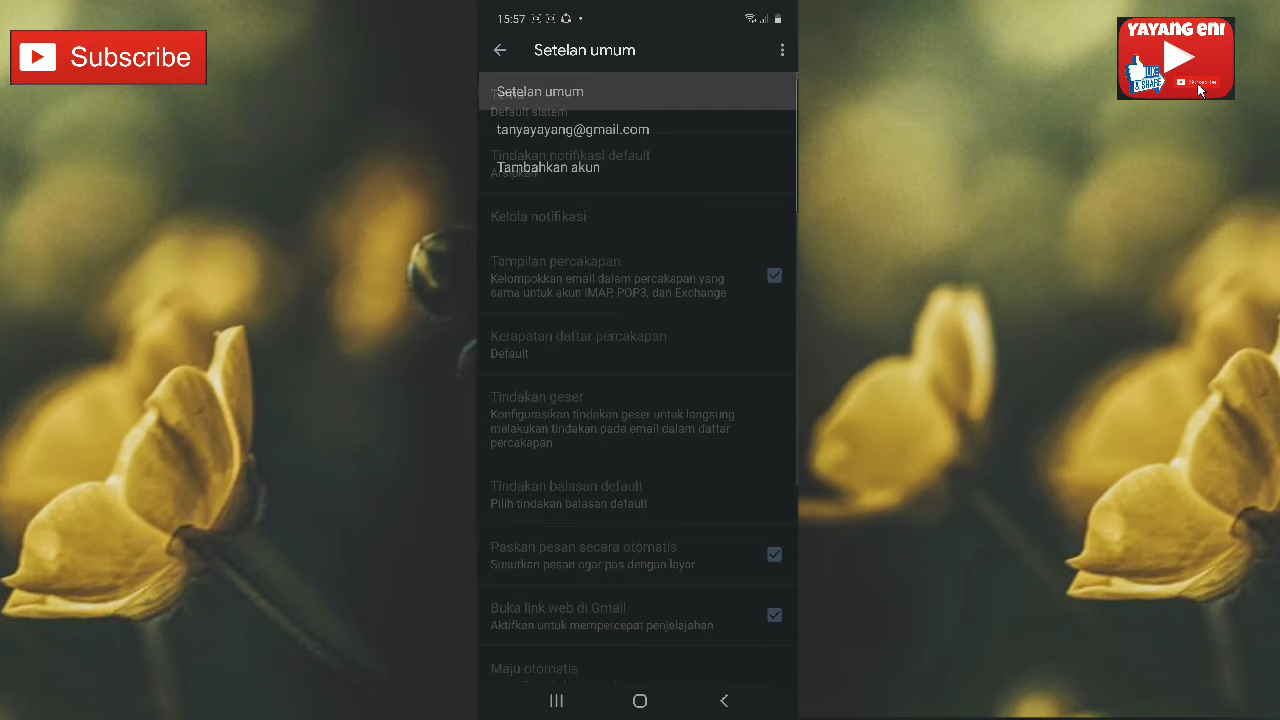 Subscribe
YAYANG ENI
LIKE
& SHARE
Subscribe
15:57
Setelan umum
Setelan umum
Tema
Default sistem
tanyayayang@gmail.com
Tindakan notifikasi default
Tambahkan akun
Arsipkan
Kelola notifikasi
Tampilan percakapan
Kelompokkan email dalam percakapan yang
sama untuk akun IMAP, POP3, dan Exchange
Kerapatan daftar percakapan
Default
Tindakan geser
Konfigurasikan tindakan geser untuk langsung
melakukan tindakan pada email dalam daftar
percakapan
Tindakan balasan default
Pilih tindakan balasan default
Paskan pesan secara otomatis
Susutkan pesan agar pas dengan layar
Buka link web di Gmail
Aktifkan untuk mempercepat penjelajahan
Maju otomatis